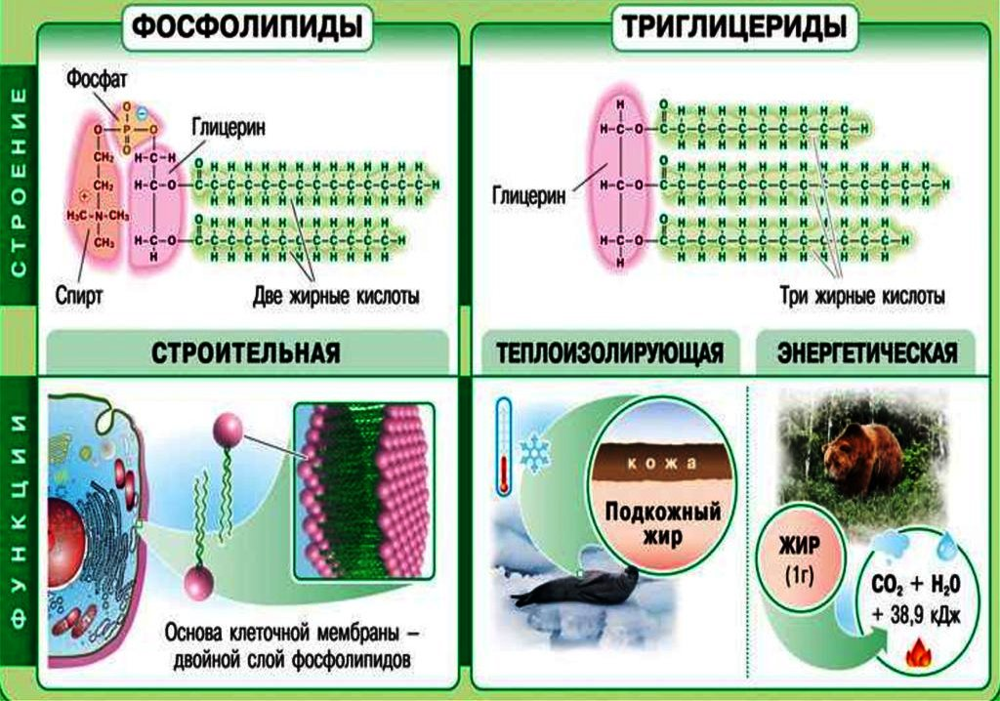 ФОСФОЛИПИДЫ
ТРИГЛИЦЕРИДЫ
СТРОЕНИЕ
Фосфат
Глицерин
Спирт
Две жирные кислоты
Глицерин
Три жирные кислоты
СТРОИТЕЛЬНАЯ
ТЕПЛОИЗОЛИРУЮЩАЯ
ЭНЕРГЕТИЧЕСКАЯ
ФУНКЦИИ
Основа клеточной мембраны –
двойной слой фосфолипидов
кожа
Подкожный
жир
ЖИР
(1г)
CO₂ + H₂O
+ 38,9 кДж